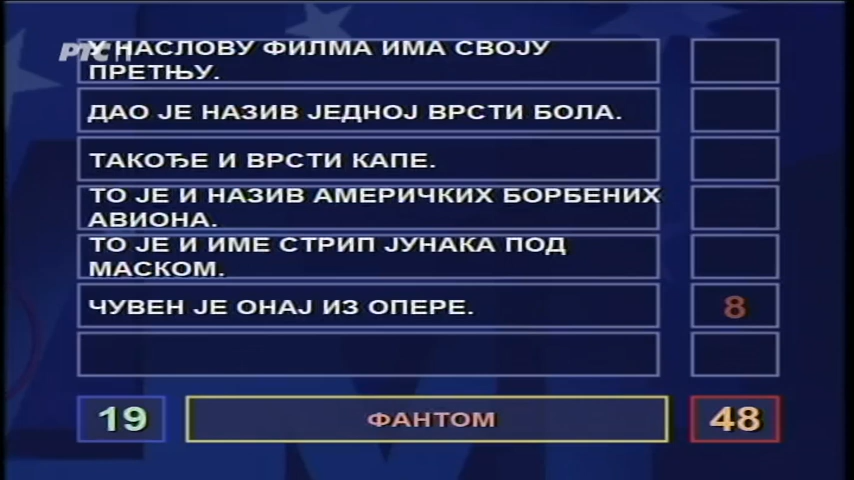 РТС 1
У НАСЛОВУ ФИЛМА ИМА СВОЈУ
ПРЕТЊУ.
ДАО ЈЕ НАЗИВ ЈЕДНОЈ ВРСТИ БОЛА.
ТАКОЂЕ И ВРСТИ КАПЕ.
ТО ЈЕ И НАЗИВ АМЕРИЧКИХ БОРБЕНИХ
АВИОНА.
ТО ЈЕ И ИМЕ СТРИП ЈУНАКА ПОД
МАСКОМ.
ЧУВЕН ЈЕ ОНАЈ ИЗ ОПЕРЕ.
8
19
ФАНТОМ
48